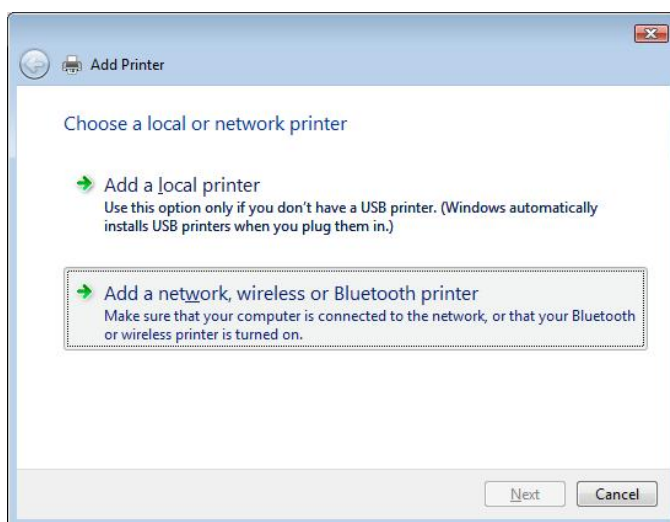 Add Printer
Choose a local or network printer
Add a local printer
Use this option only if you don't have a USB printer. (Windows automatically
installs USB printers when you plug them in.)
Add a network, wireless or Bluetooth printer
Make sure that your computer is connected to the network, or that your Bluetooth
or wireless printer is turned on.
Next Cancel